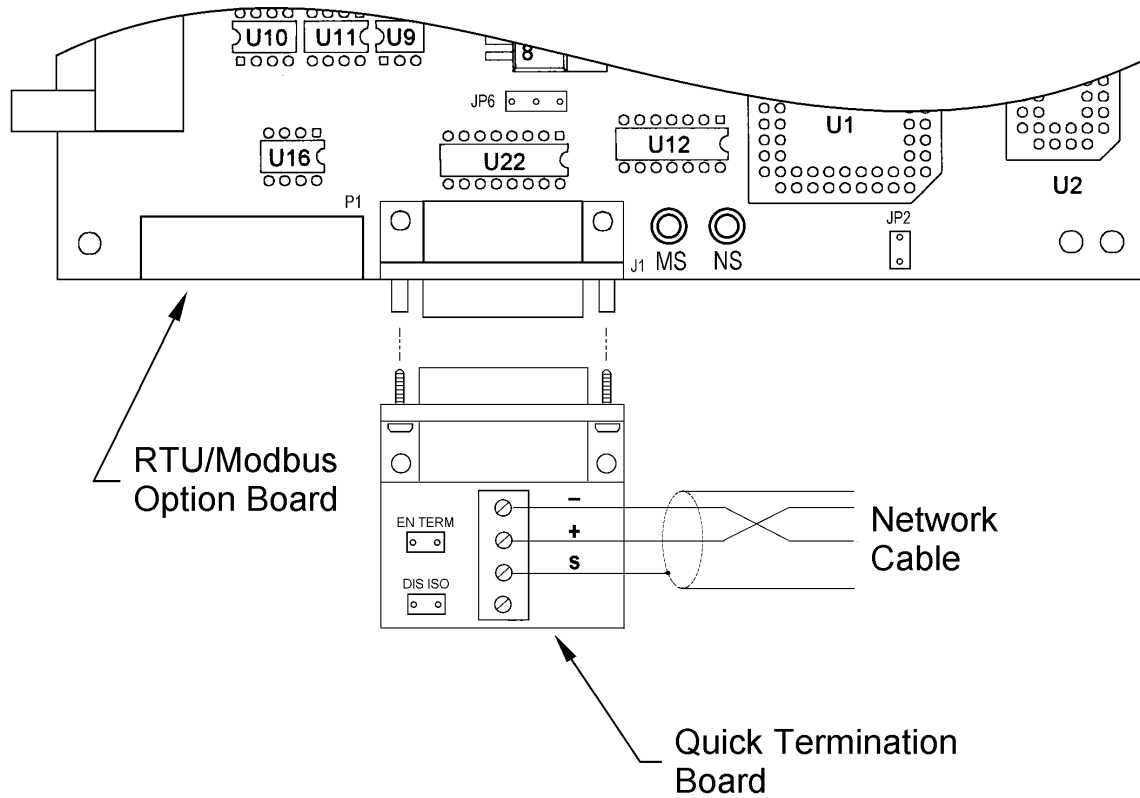 U10 U11 U9 8
JP6
U1
U16 U22 U12
U2
P1
JP2
J1 MS NS
RTU/Modbus
Option Board
EN TERM
DIS ISO
–
+
S
Network
Cable
Quick Termination
Board